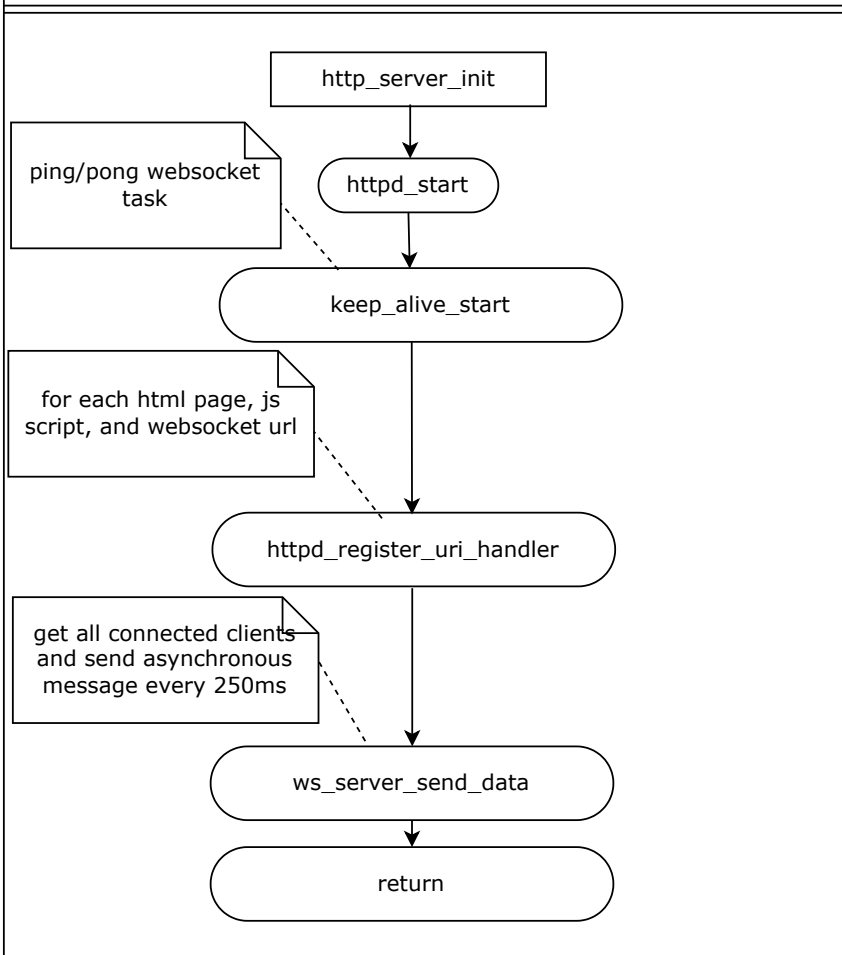 http_server_init
ping/pong websocket
task
httpd_start
keep_alive_start
for each html page, js
script, and websocket url
httpd_register_uri_handler
get all connected clients
and send asynchronous
message every 250ms
ws_server_send_data
return